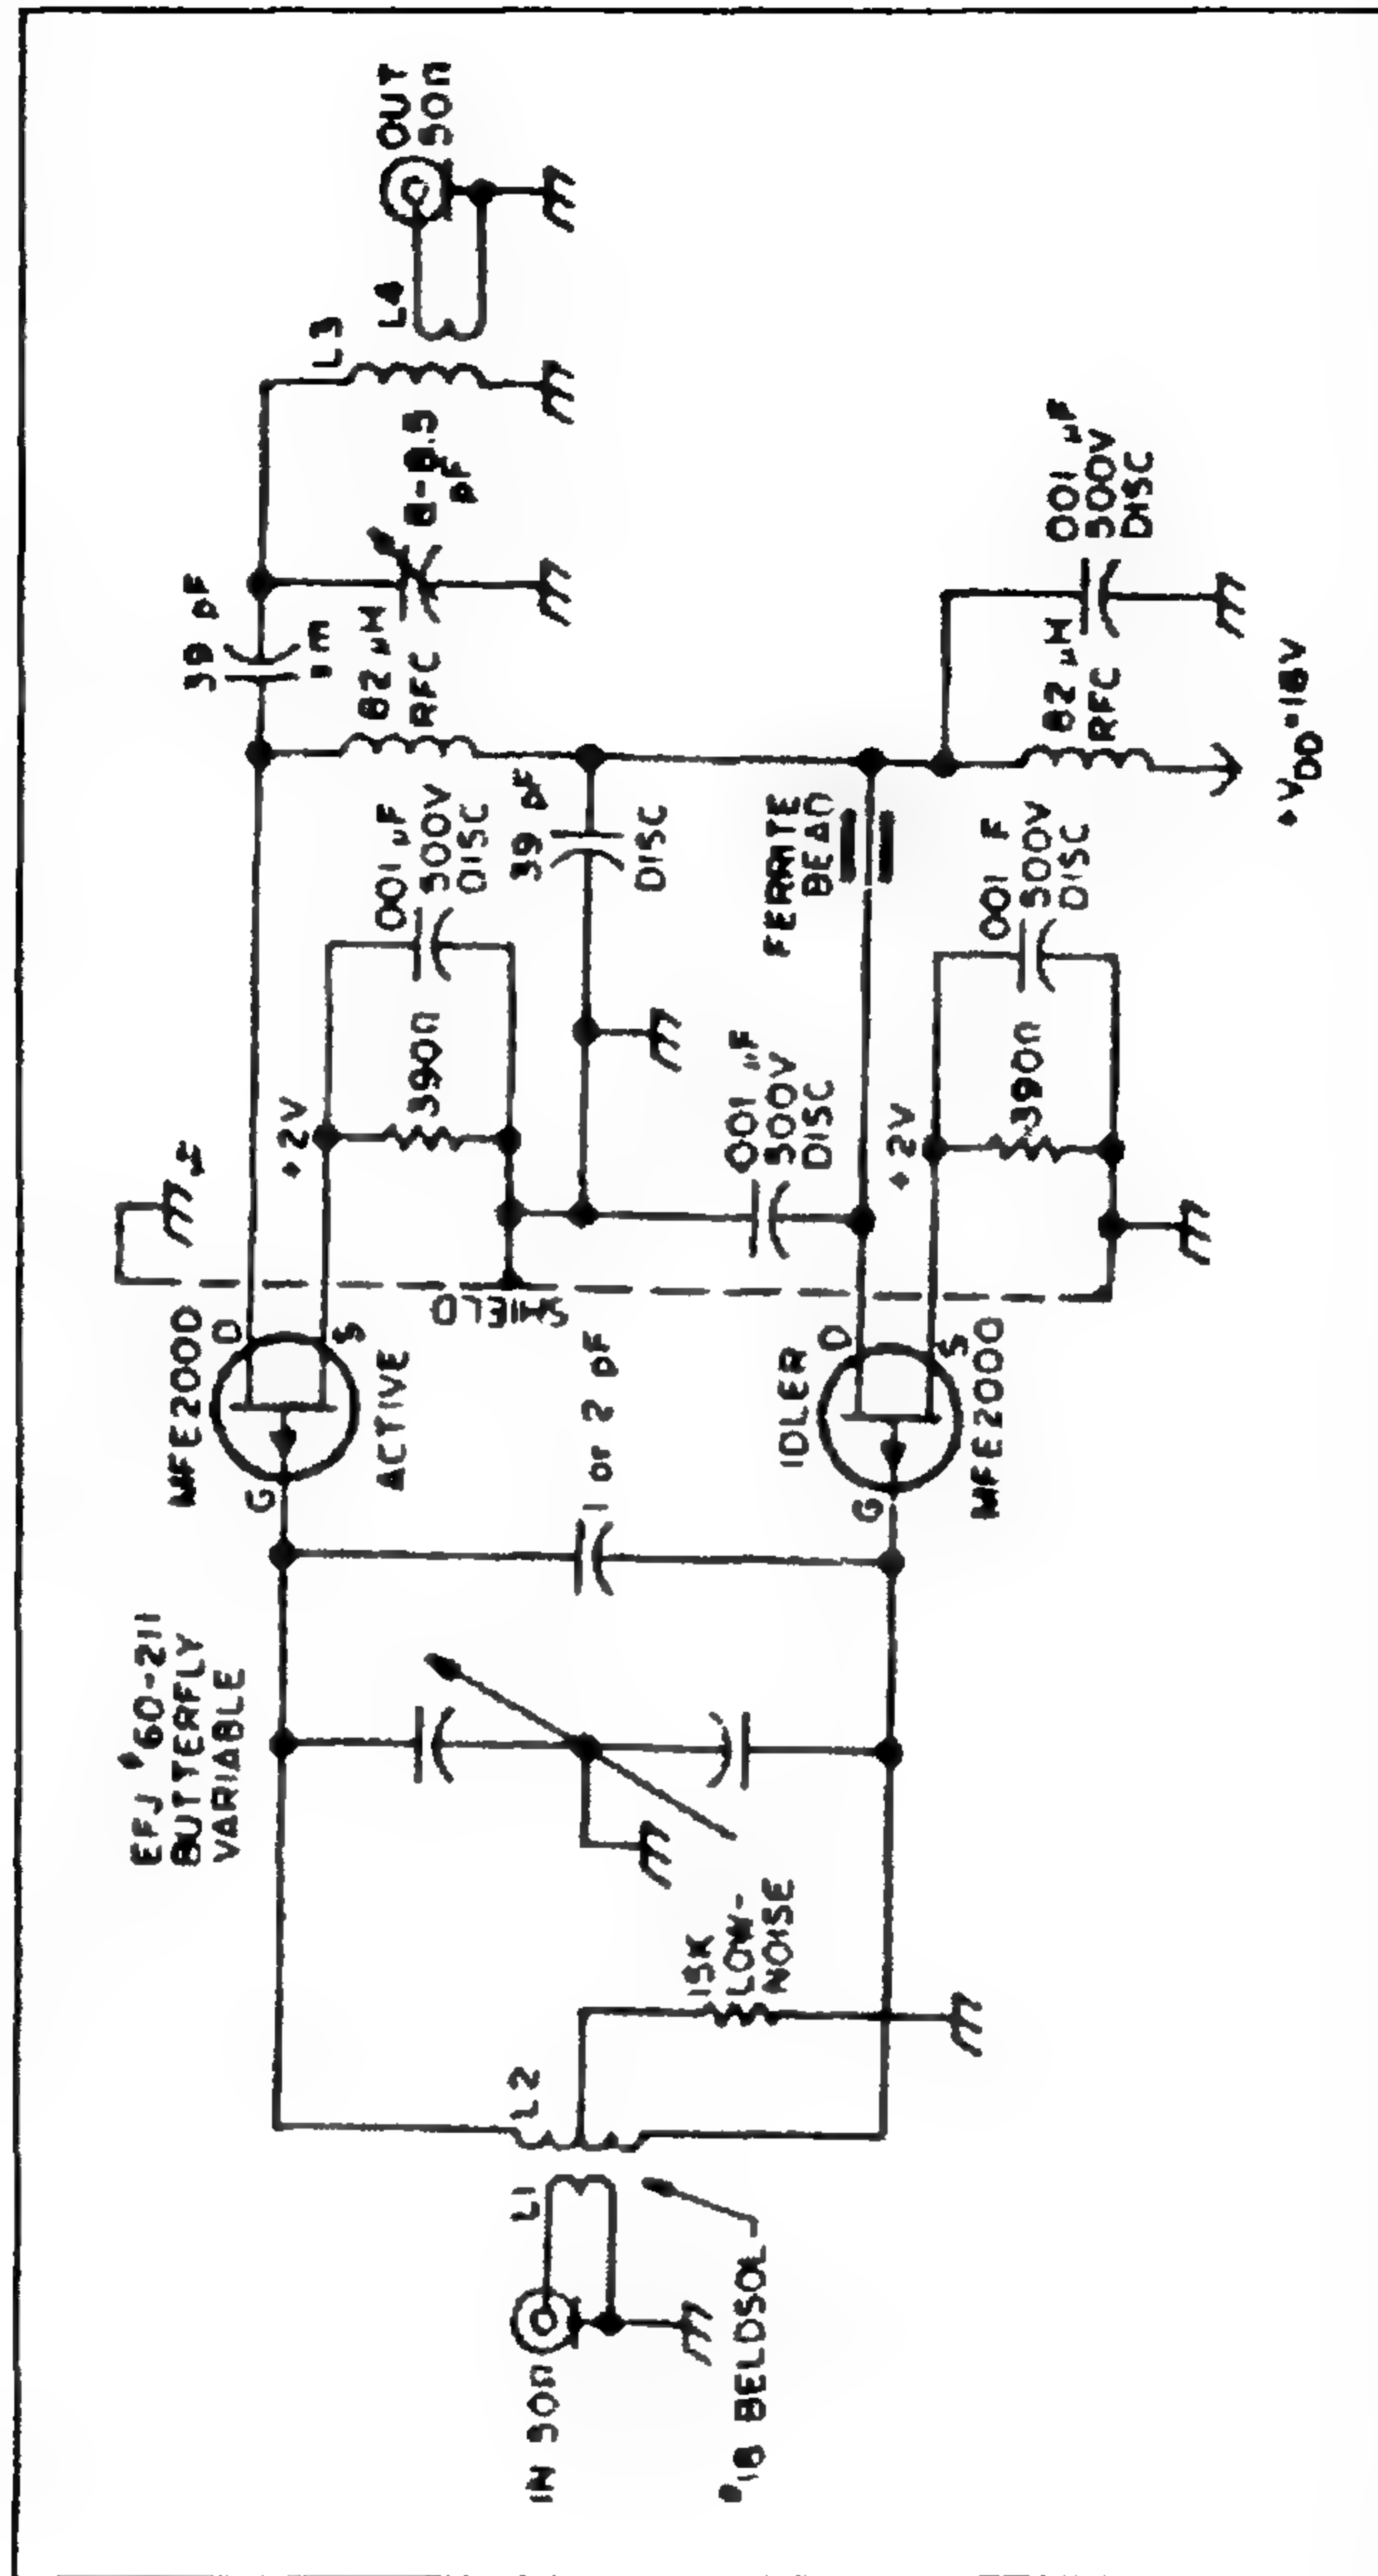 IN 50Ω
L1
#18 BELDSOL
L2
15K
LOW-
NOISE
EFJ #60-211
BUTTERFLY
VARIABLE
1 or 2 pF
MFE2000
G
D
S
ACTIVE
IDLER
G
D
S
MFE2000
SHIELD
+2V
390Ω
001 μF
500V
DISC
001 μF
500V
DISC
+2V
390Ω
001 F
500V
DISC
39 pF
DISC
FERRITE
BEAD
39 pF
sm
82 μH
RFC
pF
82 μH
RFC
001 μF
500V
DISC
+VDD=18V
L3
L4
OUT
50Ω